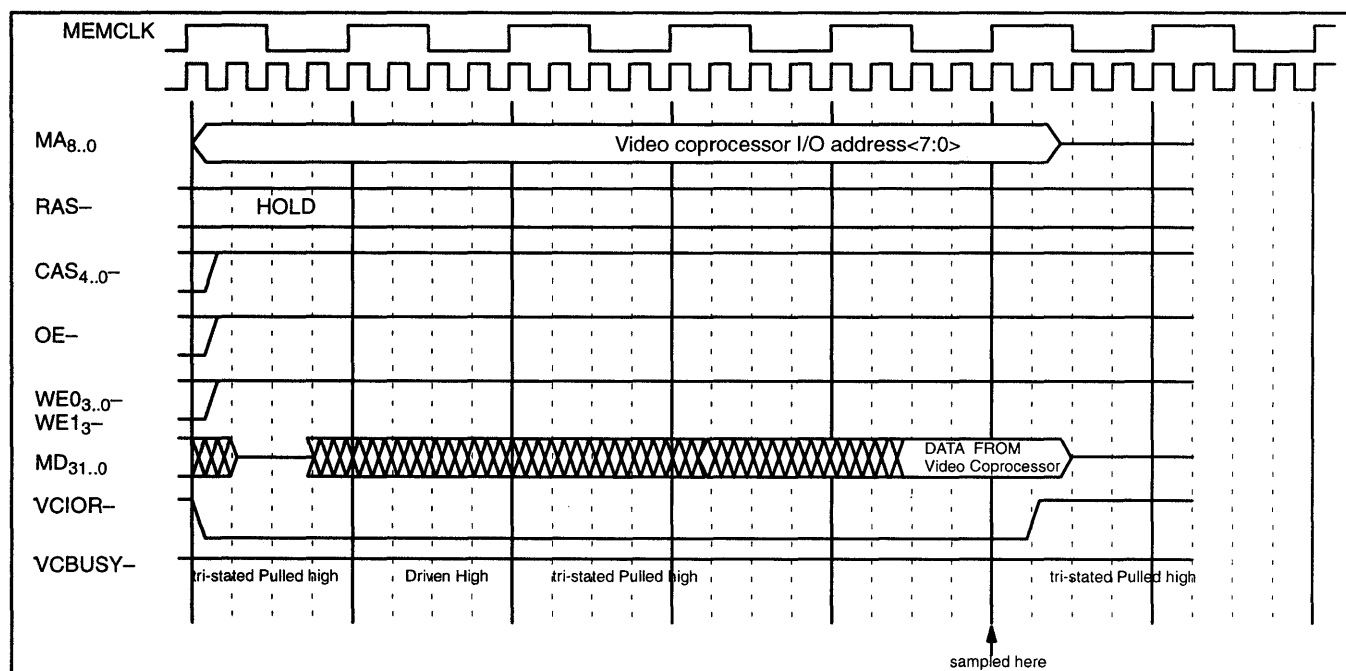 MEMCLK
MA8..0
Video coprocessor I/O address<7:0>
RAS–
HOLD
CAS4..0–
OE–
WE03..0–
WE13–
MD31..0
DATA FROM
Video Coprocessor
VCIOR–
VCBUSY–
tri-stated Pulled high
Driven High
tri-stated Pulled high
tri-stated Pulled high
sampled here